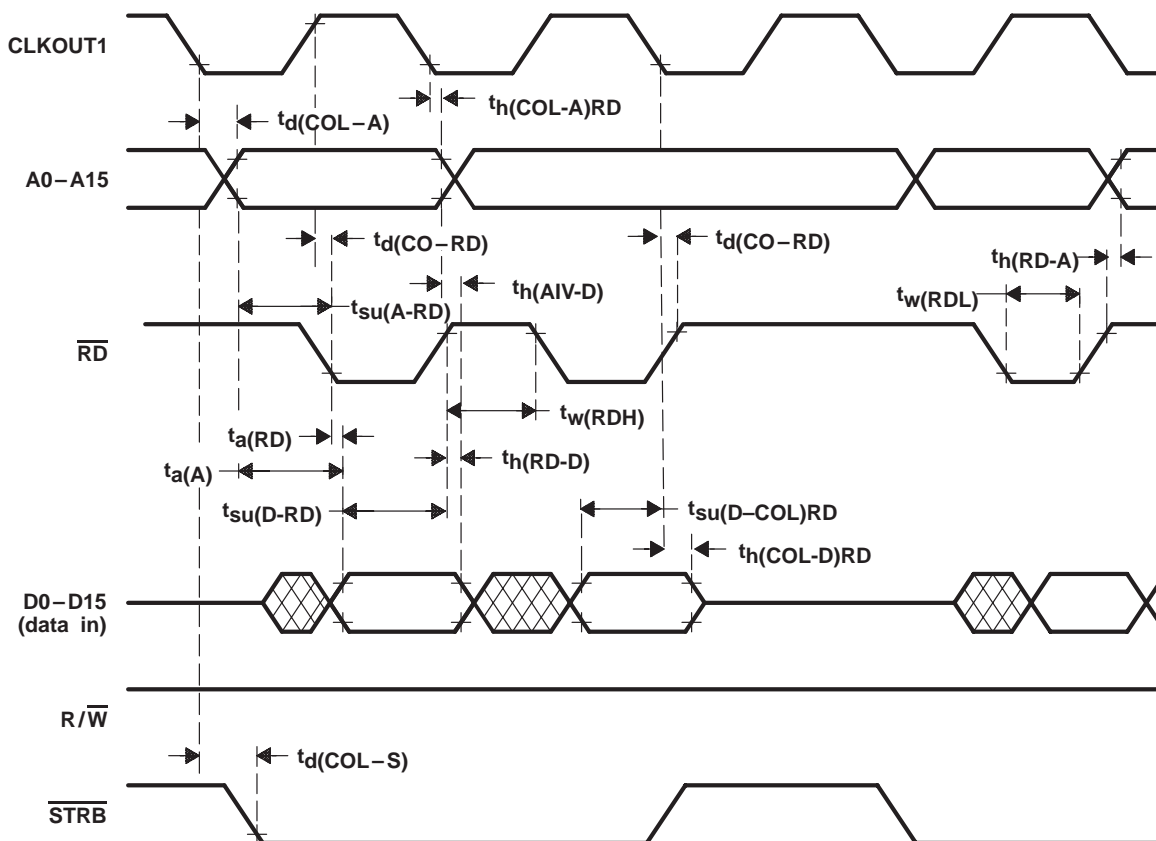 CLKOUT1
th(COL-A)RD
td(COL–A)
A0–A15
td(CO–RD)
td(CO–RD)
th(RD-A)
th(AIV-D)
tw(RDL)
tsu(A-RD)
RD
tw(RDH)
ta(RD)
th(RD-D)
ta(A)
tsu(D-RD)
tsu(D–COL)RD
th(COL-D)RD
D0–D15
(data in)
R/W
td(COL–S)
STRB